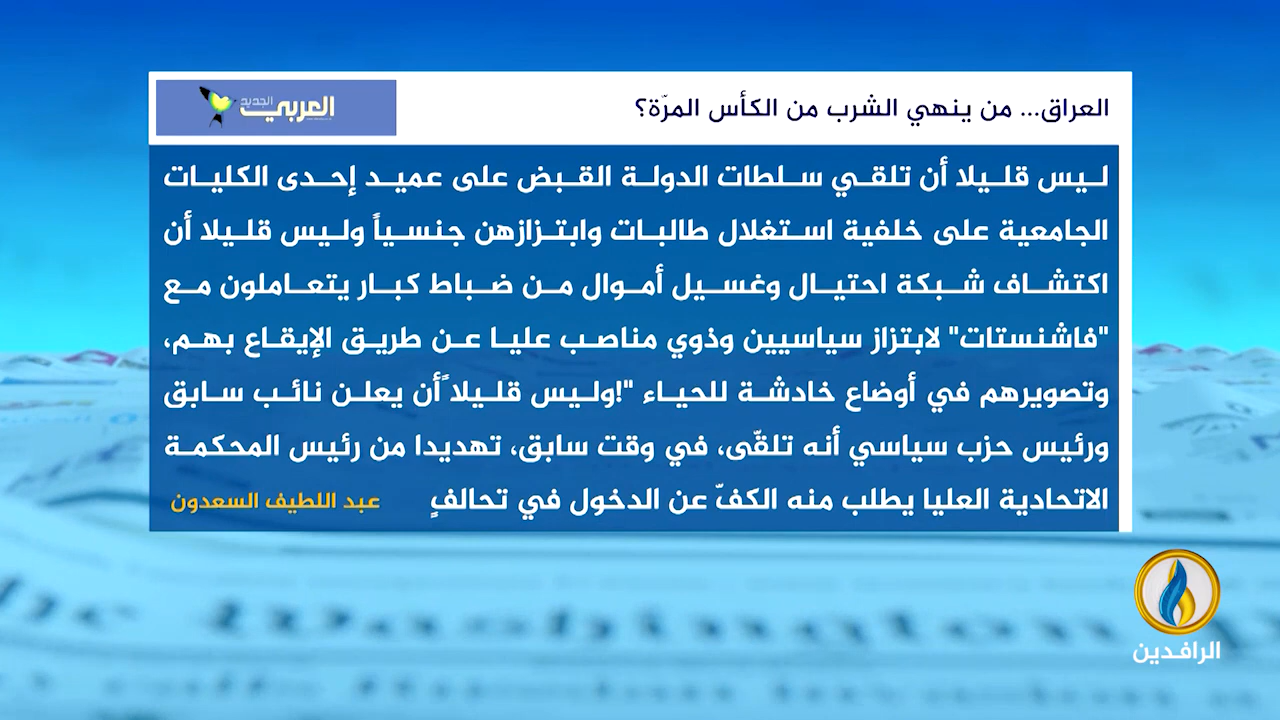 العراق... من ينهي الشرب من الكأس المرّة؟
العربي الجديد
ليس قليلا أن تلقي سلطات الدولة القبض على عميد إحدى الكليات
الجامعية على خلفية استغلال طالبات وابتزازهن جنسياً وليس قليلا أن
اكتشاف شبكة احتيال وغسيل أموال من ضباط كبار يتعاملون مع
"فاشنستات" لابتزاز سياسيين وذوي مناصب عليا عن طريق الإيقاع بهم،
وتصويرهم في أوضاع خادشة للحياء "!وليس قليلا ًأن يعلن نائب سابق
ورئيس حزب سياسي أنه تلقّى، في وقت سابق، تهديدا من رئيس المحكمة
الاتحادية العليا يطلب منه الكفّ عن الدخول في تحالفٍ
عبد اللطيف السعدون
الرافدين